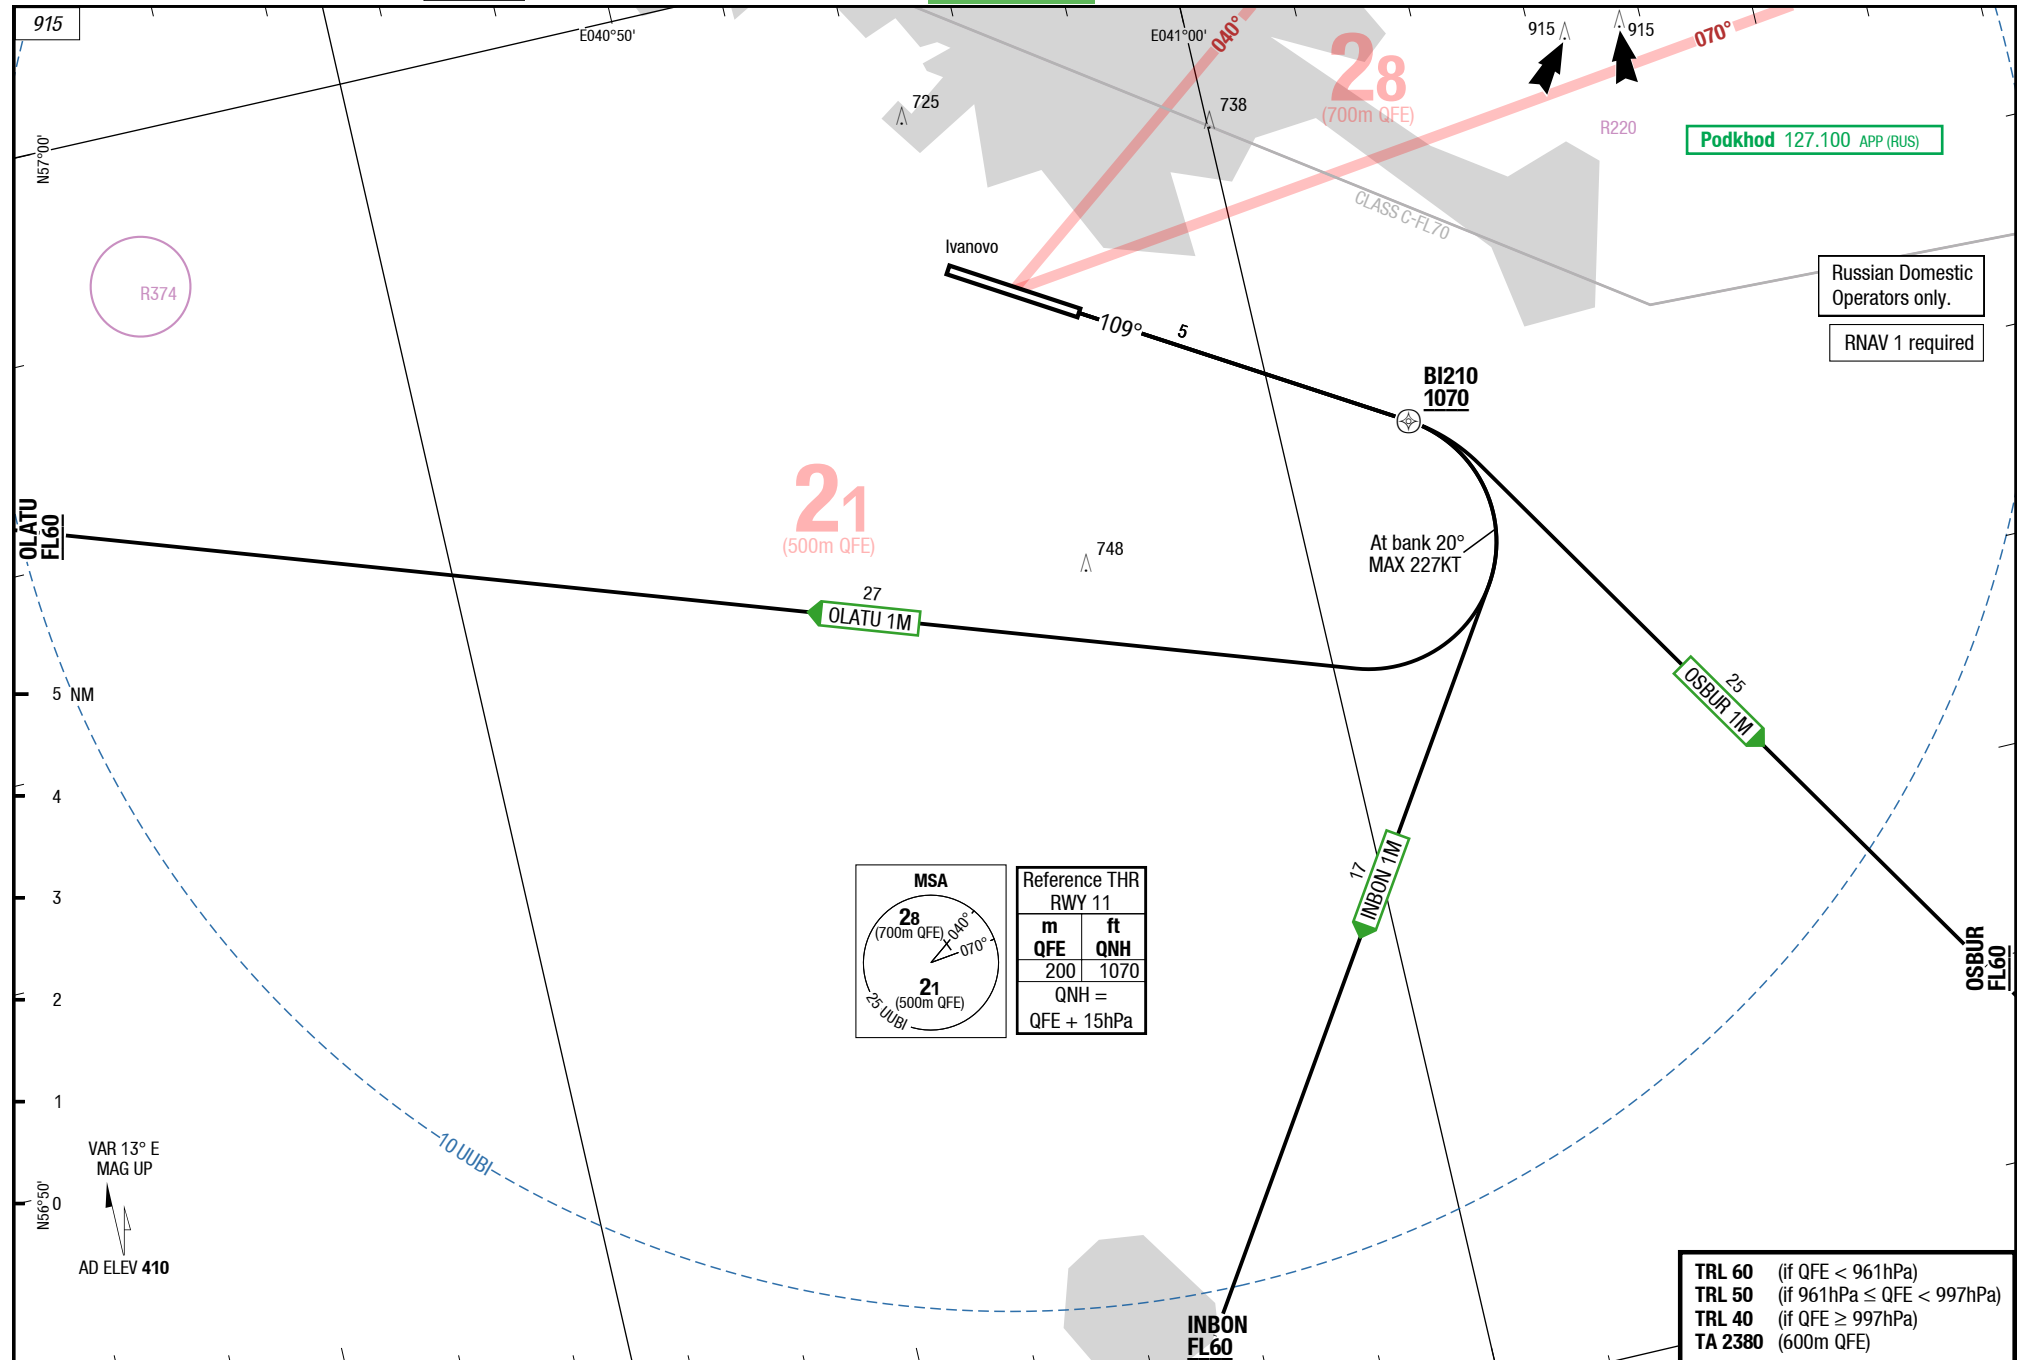 915
E040°50'
E041°00'
040°
28
(700m QFE)
915
915
070°
725
738
R220
Podkhod 127.100 APP (RUS)
N57°00'
CLASS C-FL70
R374
Ivanovo
Russian Domestic
Operators only.
RNAV 1 required
109°
5
BI210
1070
21
(500m QFE)
748
At bank 20°
MAX 227KT
OLATU
FL60
27
OLATU 1M
25
OSBUR 1M
5 NM
4
3
2
1
0
17
INBON 1M
MSA
28
(700m QFE)
040°
070°
21
(500m QFE)
25 UUBI
Reference THR
RWY 11
m ft
QFE QNH
200 1070
QNH =
QFE + 15hPa
OSBUR
FL60
10 UUBI
VAR 13° E
MAG UP
N56°50'
AD ELEV 410
INBON
FL60
TRL 60 (if QFE < 961hPa)
TRL 50 (if 961hPa ≤ QFE < 997hPa)
TRL 40 (if QFE ≥ 997hPa)
TA 2380 (600m QFE)